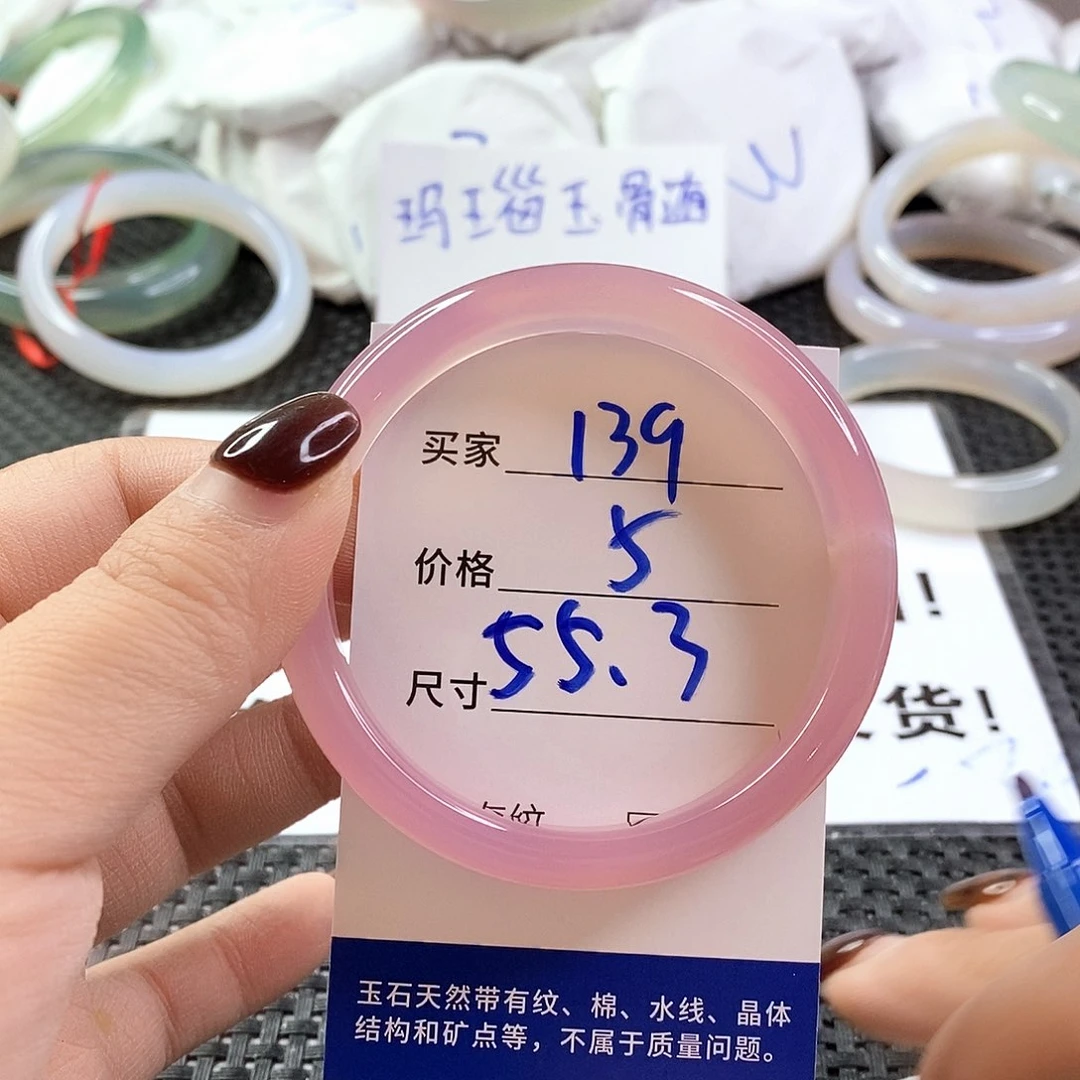 玛瑙玉骨髓
买家 139
价格 5
尺寸 55.3
玉石天然带有纹、棉、水线、晶体
结构和矿点等，不属于质量问题。
货！